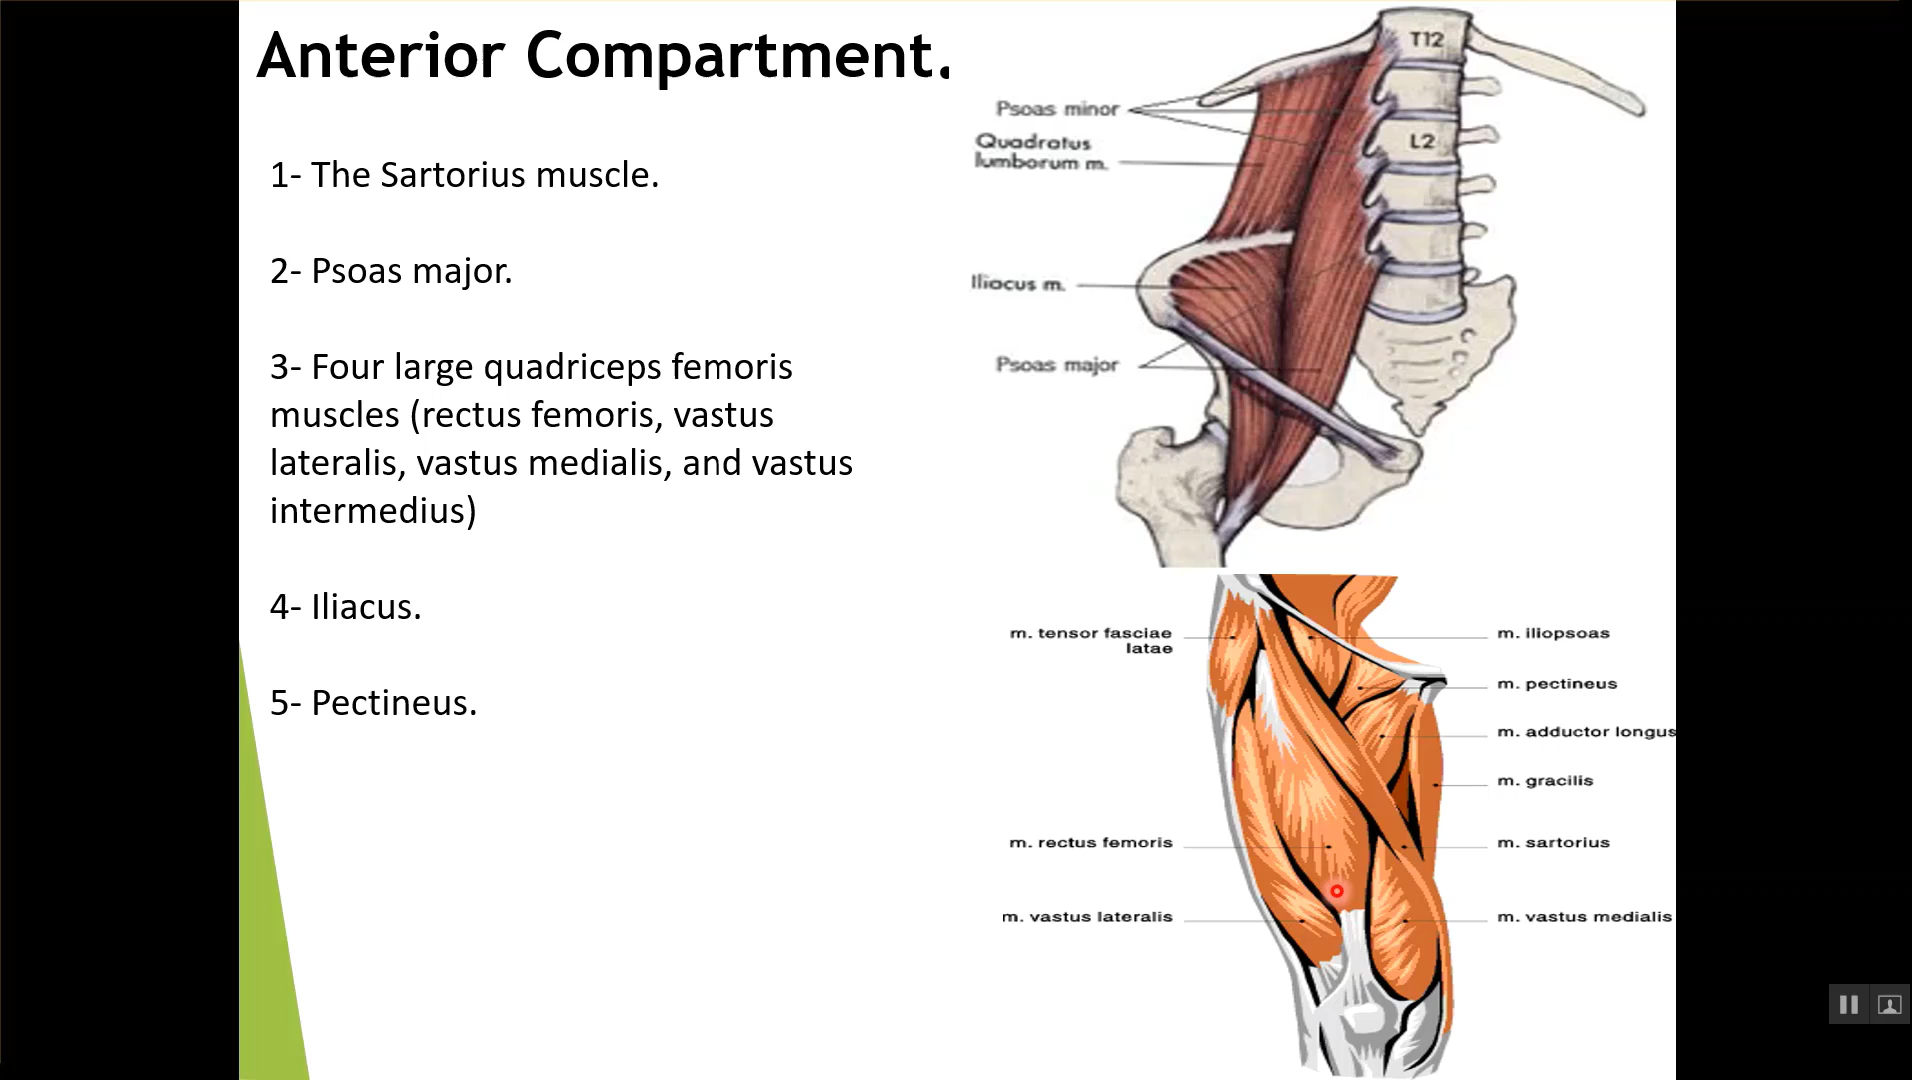 Anterior Compartment.
1- The Sartorius muscle.
2- Psoas major.
3- Four large quadriceps femoris
muscles (rectus femoris, vastus
lateralis, vastus medialis, and vastus
intermedius)
4- Iliacus.
5- Pectineus.
T12
L2
Psoas minor
Quadratus
lumborum m.
Iliacus m.
Psoas major
m. tensor fasciae
latae
m. rectus femoris
m. vastus lateralis
m. iliopsoas
m. pectineus
m. adductor longus
m. gracilis
m. sartorius
m. vastus medialis